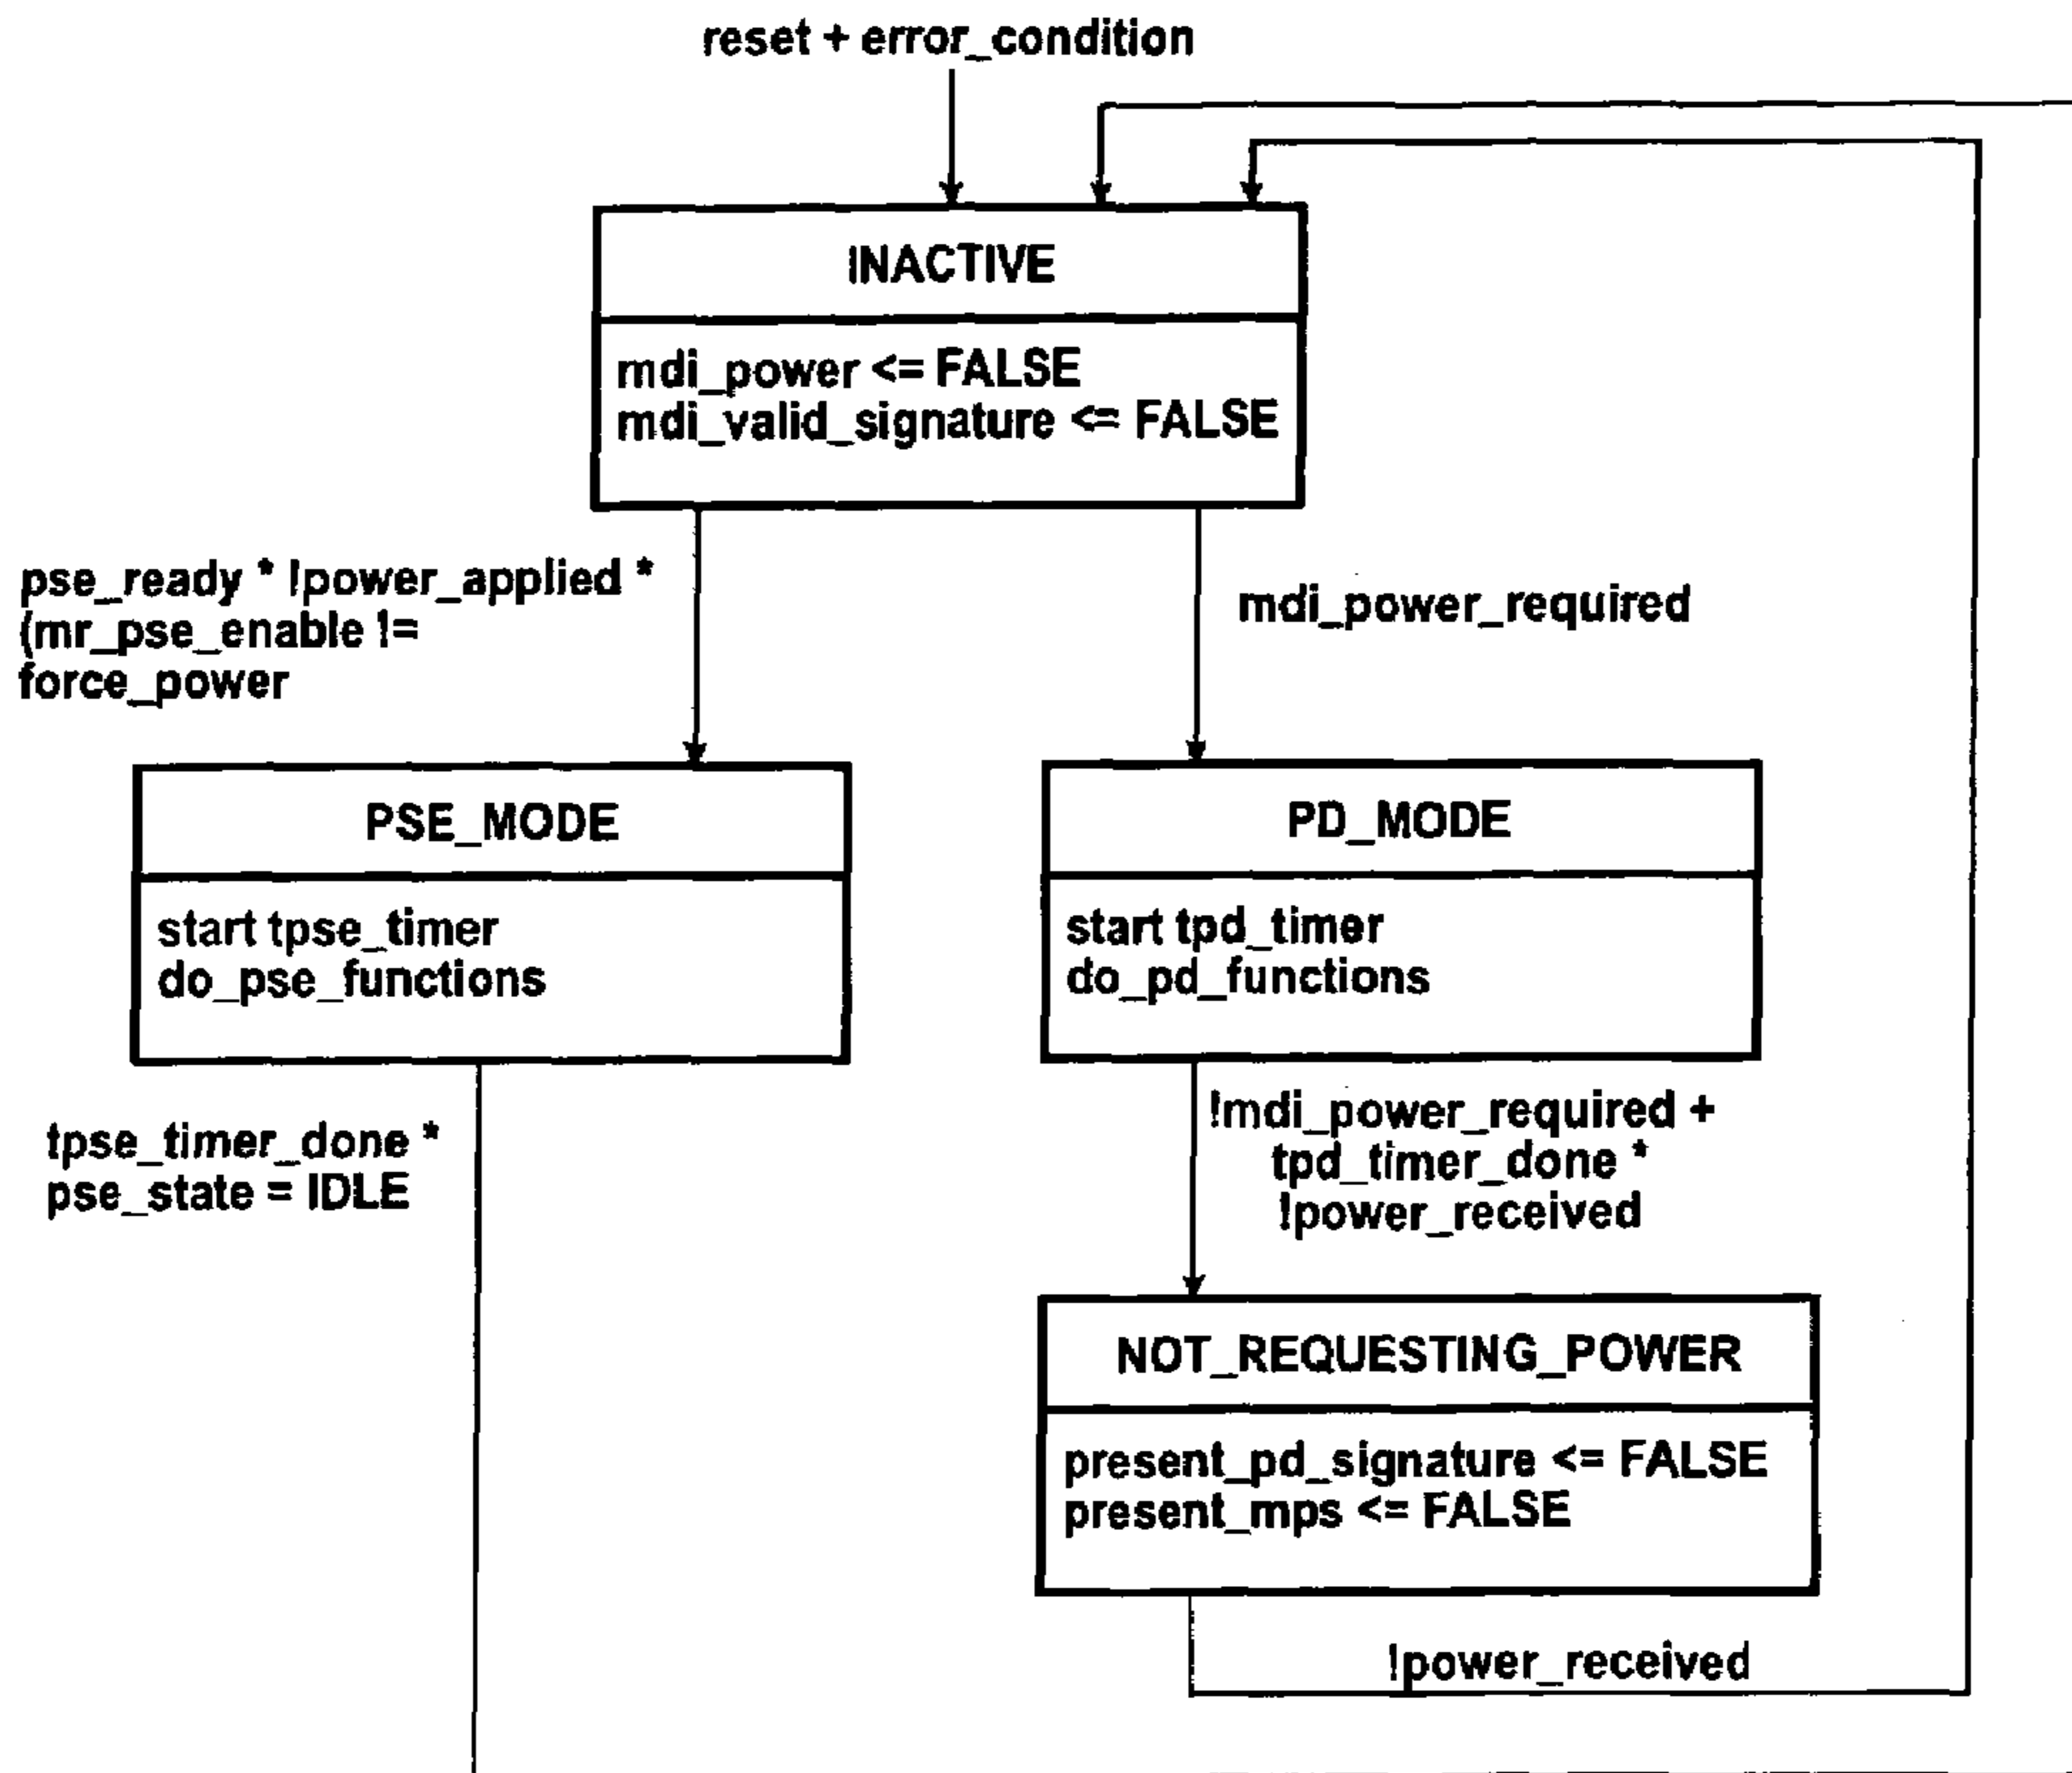 reset + error_condition
INACTIVE
mdi_power <= FALSE
mdi_valid_signature <= FALSE
pse_ready * !power_applied *
(mr_pse_enable !=
force_power
mdi_power_required
PSE_MODE
start tpse_timer
do_pse_functions
PD_MODE
start tpd_timer
do_pd_functions
tpse_timer_done *
pse_state = IDLE
!mdi_power_required +
tpd_timer_done *
!power_received
NOT_REQUESTING_POWER
present_pd_signature <= FALSE
present_mps <= FALSE
!power_received